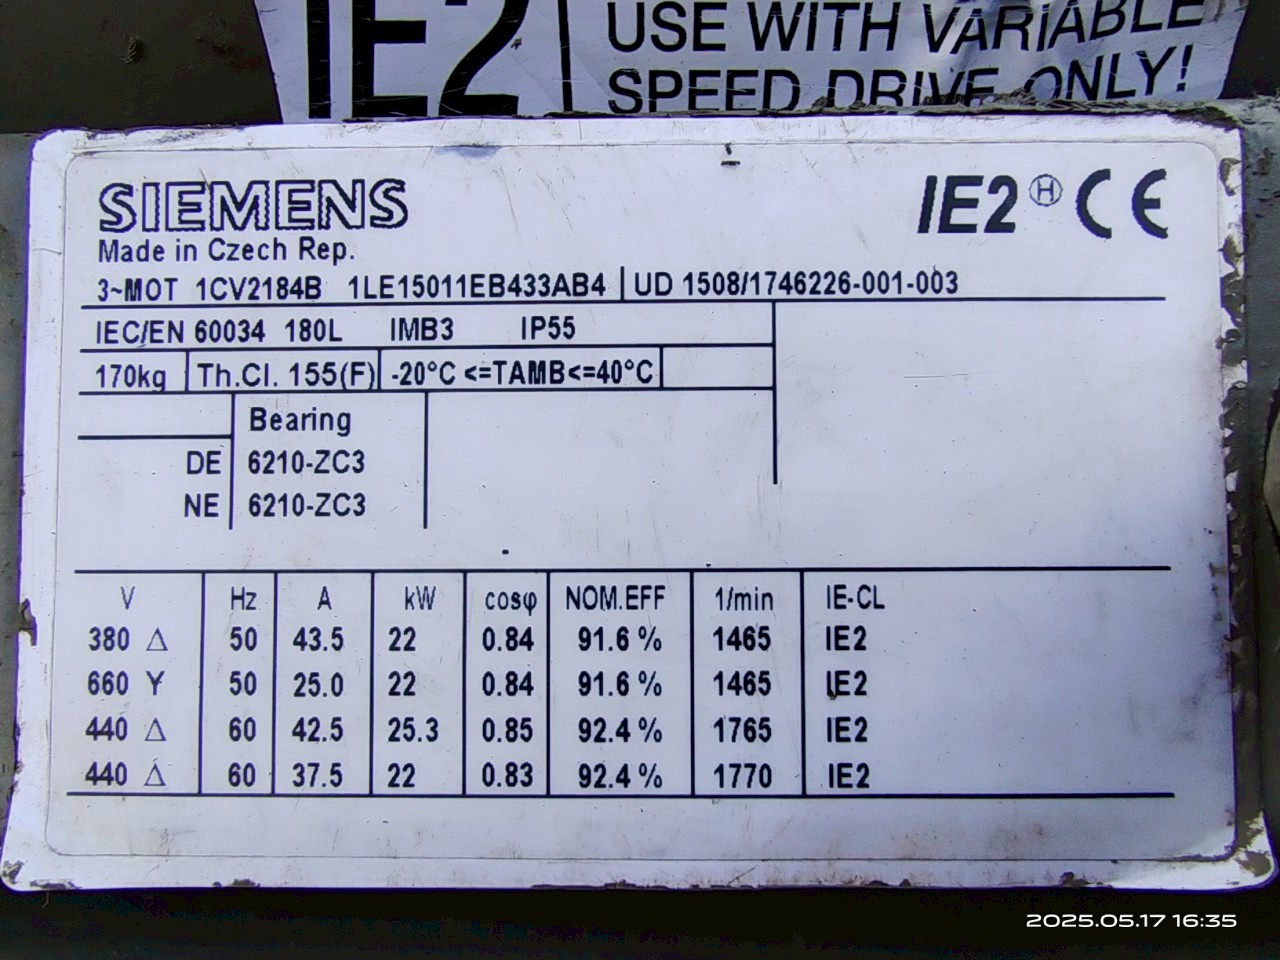 IE2 USE WITH VARIABLE
SPEED DRIVE ONLY!
SIEMENS IE2 Ⓗ CE
Made in Czech Rep.
3~MOT 1CV2184B 1LE15011EB433AB4 UD 1508/1746226-001-003
IEC/EN 60034 180L IMB3 IP55
170kg Th.Cl. 155(F) -20°C <=TAMB<=40°C
Bearing
DE 6210-ZC3
NE 6210-ZC3
V Hz A kW cosφ NOM.EFF 1/min IE-CL
380 Δ 50 43.5 22 0.84 91.6 % 1465 IE2
660 Y 50 25.0 22 0.84 91.6 % 1465 IE2
440 Δ 60 42.5 25.3 0.85 92.4 % 1765 IE2
440 Δ 60 37.5 22 0.83 92.4 % 1770 IE2
2025.05.17 16:35